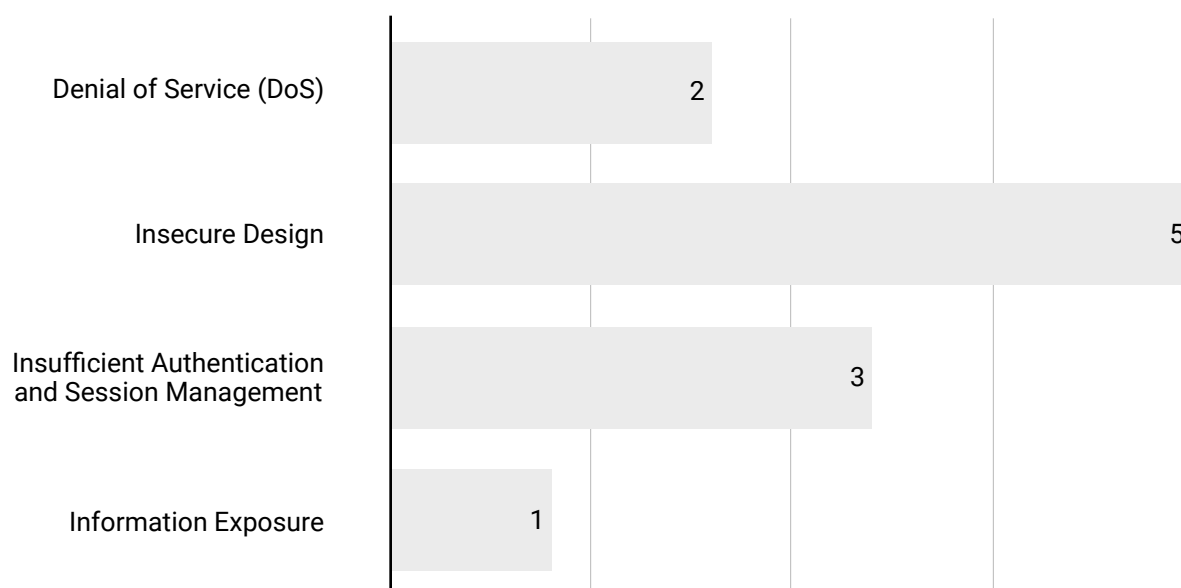 Denial of Service (DoS)
2
Insecure Design
5
Insufficient Authentication
and Session Management
3
Information Exposure
1